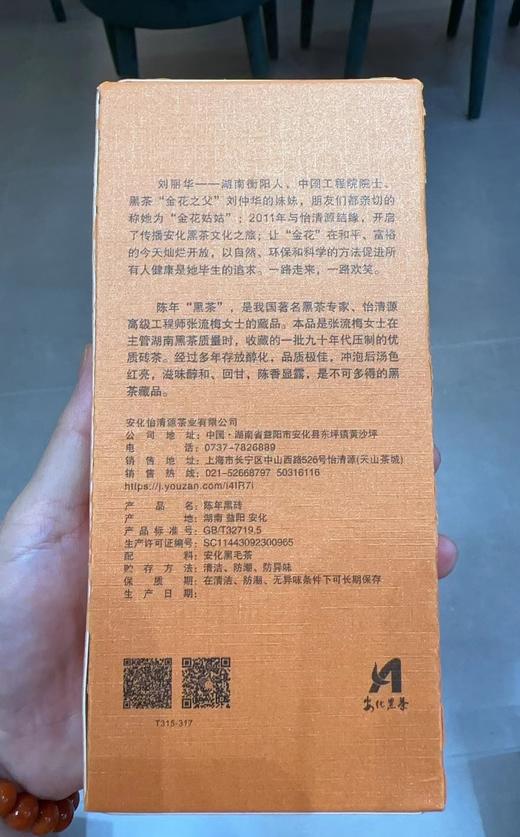 刘丽华——湖南衡阳人、中国工程院院士、
黑茶“金花之父”刘仲华的妹妹，朋友们都亲切的
称她为“金花姑姑”；2011年与怡清源结缘，开启
了传播安化黑茶文化之旅；让“金花”在和平、富裕
的今天灿烂开放，以自然、环保和科学的方法促进所
有人健康是她毕生的追求。一路走来，一路欢笑。
陈年“黑茶”，是我国著名黑茶专家、怡清源
高级工程师张流梅女士的藏品。本品是张流梅女士在
主管湖南黑茶质量时，收藏的一批九十年代压制的优
质砖茶。经过多年存放醇化，品质极佳，冲泡后汤色
红亮，滋味醇和、回甘，陈香显露，是不可多得的黑
茶藏品。
安化怡清源茶业有限公司
公司地址：中国·湖南省益阳市安化县东坪镇黄沙坪
电话：0737-7826889
销售地址：上海市长宁区中山西路526号怡清源(天山茶城)
销售热线：021-52668797 50316116
https://j.youzan.com/i4IR7i
产品名：陈年黑砖
产地：湖南 益阳 安化
产品标准号：GB/T32719.5
生产许可证编号：SC11443092300965
配料：安化黑毛茶
贮存方法：清洁、防潮、防异味
保质期：在清洁、防潮、无异味条件下可长期保存
生产日期：
T315-317
安化黑茶